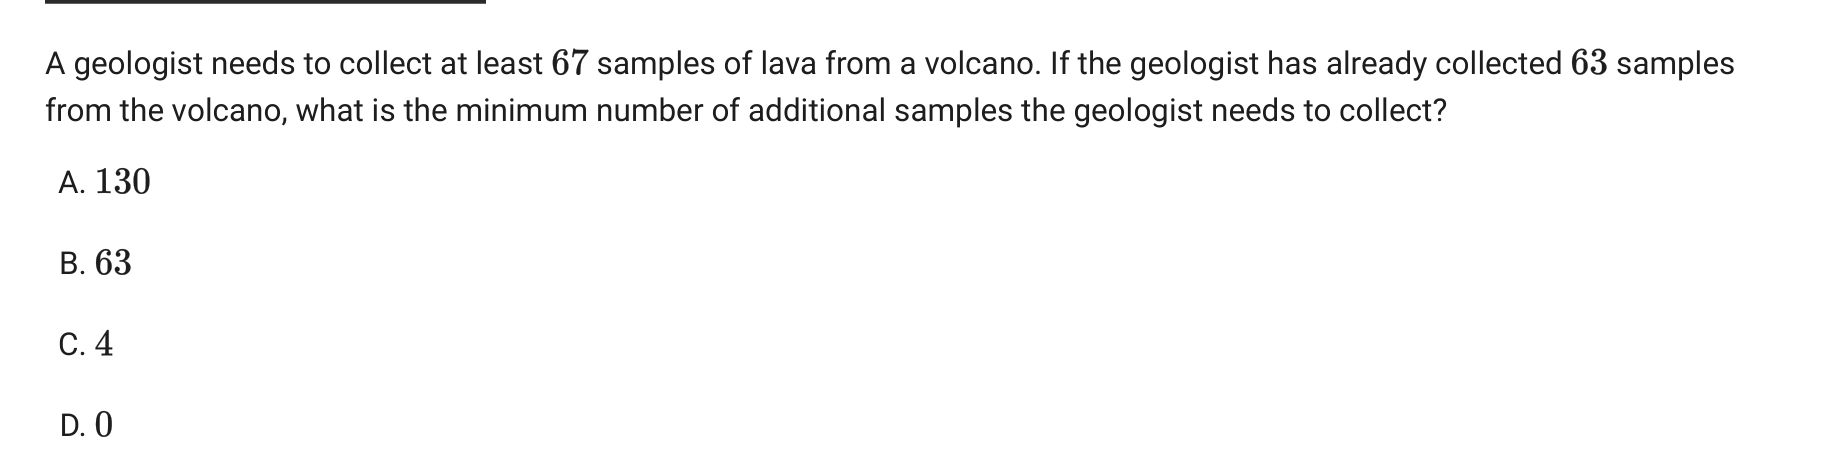 A geologist needs to collect at least 67 samples of lava from a volcano. If the geologist has already collected 63 samples
from the volcano, what is the minimum number of additional samples the geologist needs to collect?
A. 130
B. 63
C. 4
D. 0